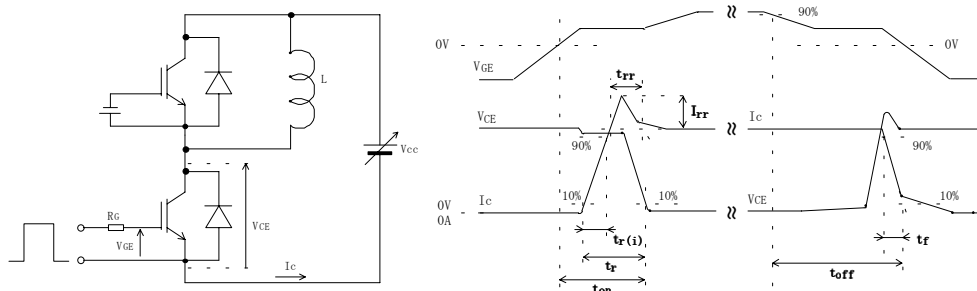 L
Vcc
RG
VGE
VCE
Ic
0V
VGE
90%
0V
trr
Irr
VCE
Ic
90%
90%
10%
10%
Ic
0V
0A
VCE
10%
tr(i)
tr
ton
tf
toff